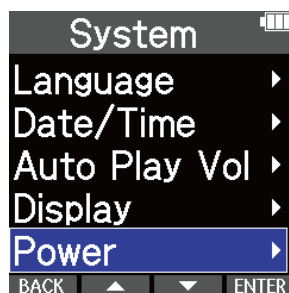 System
Language
Date/Time
Auto Play Vol
Display
Power
BACK ENTER